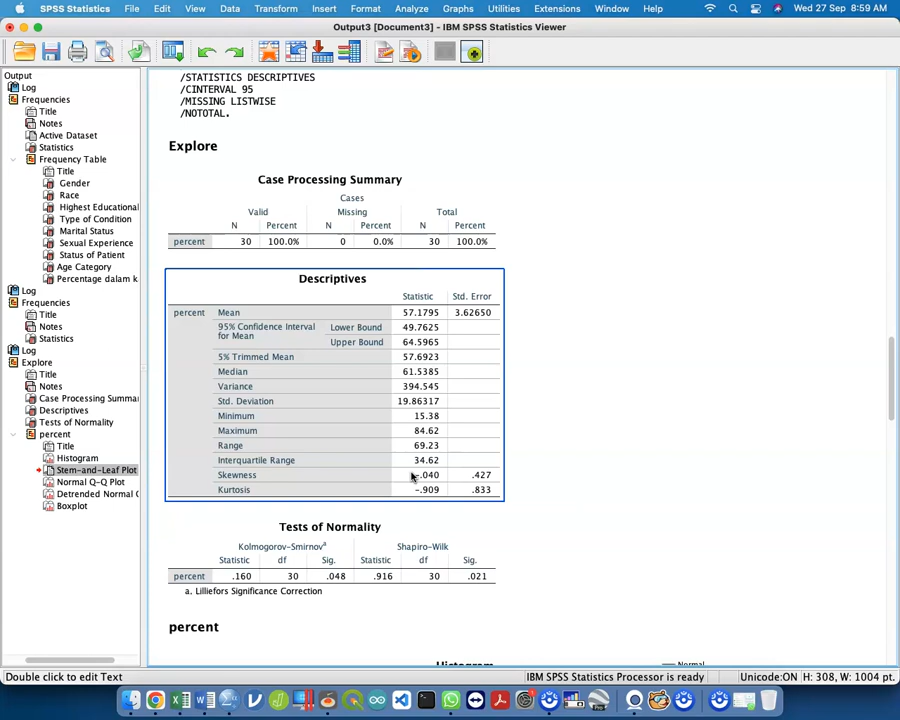 SPSS Statistics File Edit View Data Transform Insert Format Analyze Graphs Utilities Extensions Window Help Wed 27 Sep 8:59 AM
Output3 [Document3] - IBM SPSS Statistics Viewer
Output
Log
Frequencies
Title
Notes
Active Dataset
Statistics
Frequency Table
Title
Gender
Race
Highest Educational
Type of Condition
Marital Status
Sexual Experience
Status of Patient
Age Category
Percentage dalam k
Log
Frequencies
Title
Notes
Statistics
Log
Explore
Title
Notes
Case Processing Summa
Descriptives
Tests of Normality
percent
Title
Histogram
Stem-and-Leaf Plot
Normal Q-Q Plot
Detrended Normal
Boxplot
/STATISTICS DESCRIPTIVES
/CINTERVAL 95
/MISSING LISTWISE
/NOTOTAL.
Explore
Case Processing Summary
Cases
Valid Missing Total
N Percent N Percent N Percent
percent 30 100.0% 0 0.0% 30 100.0%
Descriptives
Statistic Std. Error
percent Mean 57.1795 3.62650
95% Confidence Interval for Mean Lower Bound 49.7625
Upper Bound 64.5965
5% Trimmed Mean 57.6923
Median 61.5385
Variance 394.545
Std. Deviation 19.86317
Minimum 15.38
Maximum 84.62
Range 69.23
Interquartile Range 34.62
Skewness .040 .427
Kurtosis -.909 .833
Tests of Normality
Kolmogorov-Smirnovª Shapiro-Wilk
Statistic df Sig. Statistic df Sig.
percent .160 30 .048 .916 30 .021
a. Lilliefors Significance Correction
percent
Histogram
Normal
Double click to edit Text IBM SPSS Statistics Processor is ready Unicode:ON H: 308, W: 1004 pt.